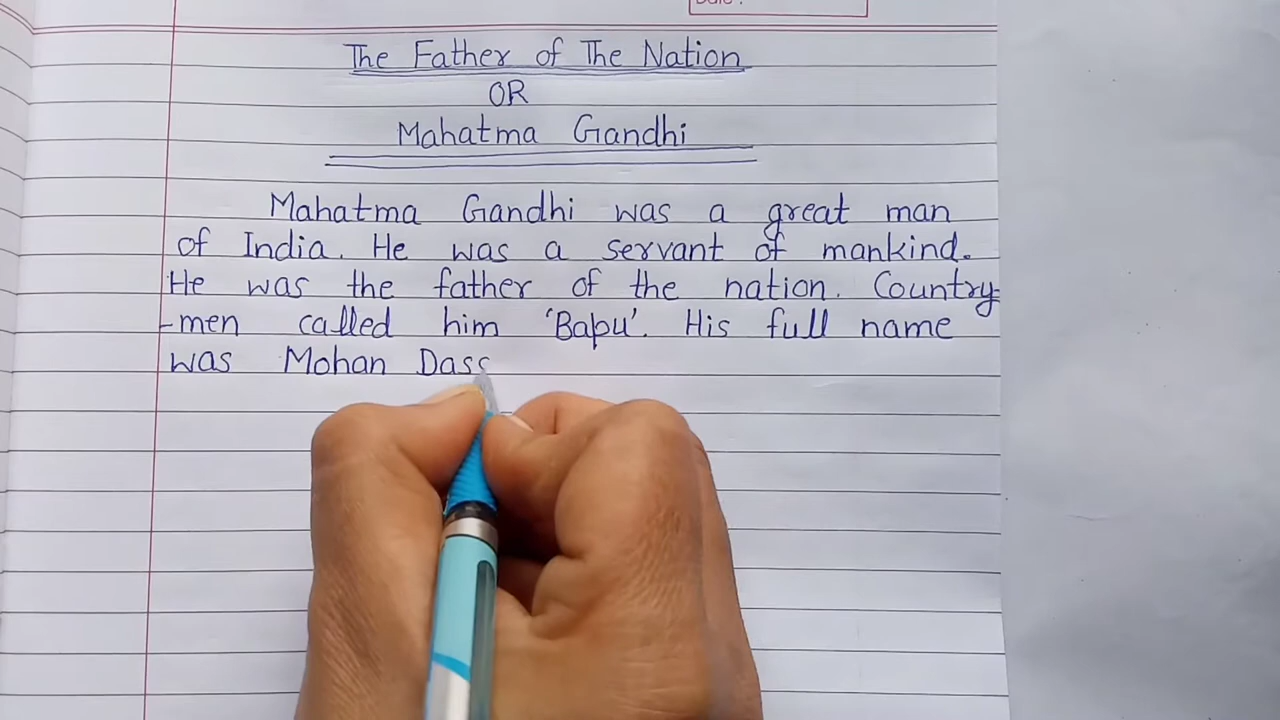 The Father of The Nation
OR
Mahatma Gandhi
Mahatma Gandhi was a great man
of India. He was a servant of mankind.
He was the father of the nation. Country-
-men called him 'Bapu'. His full name
was Mohan Dass